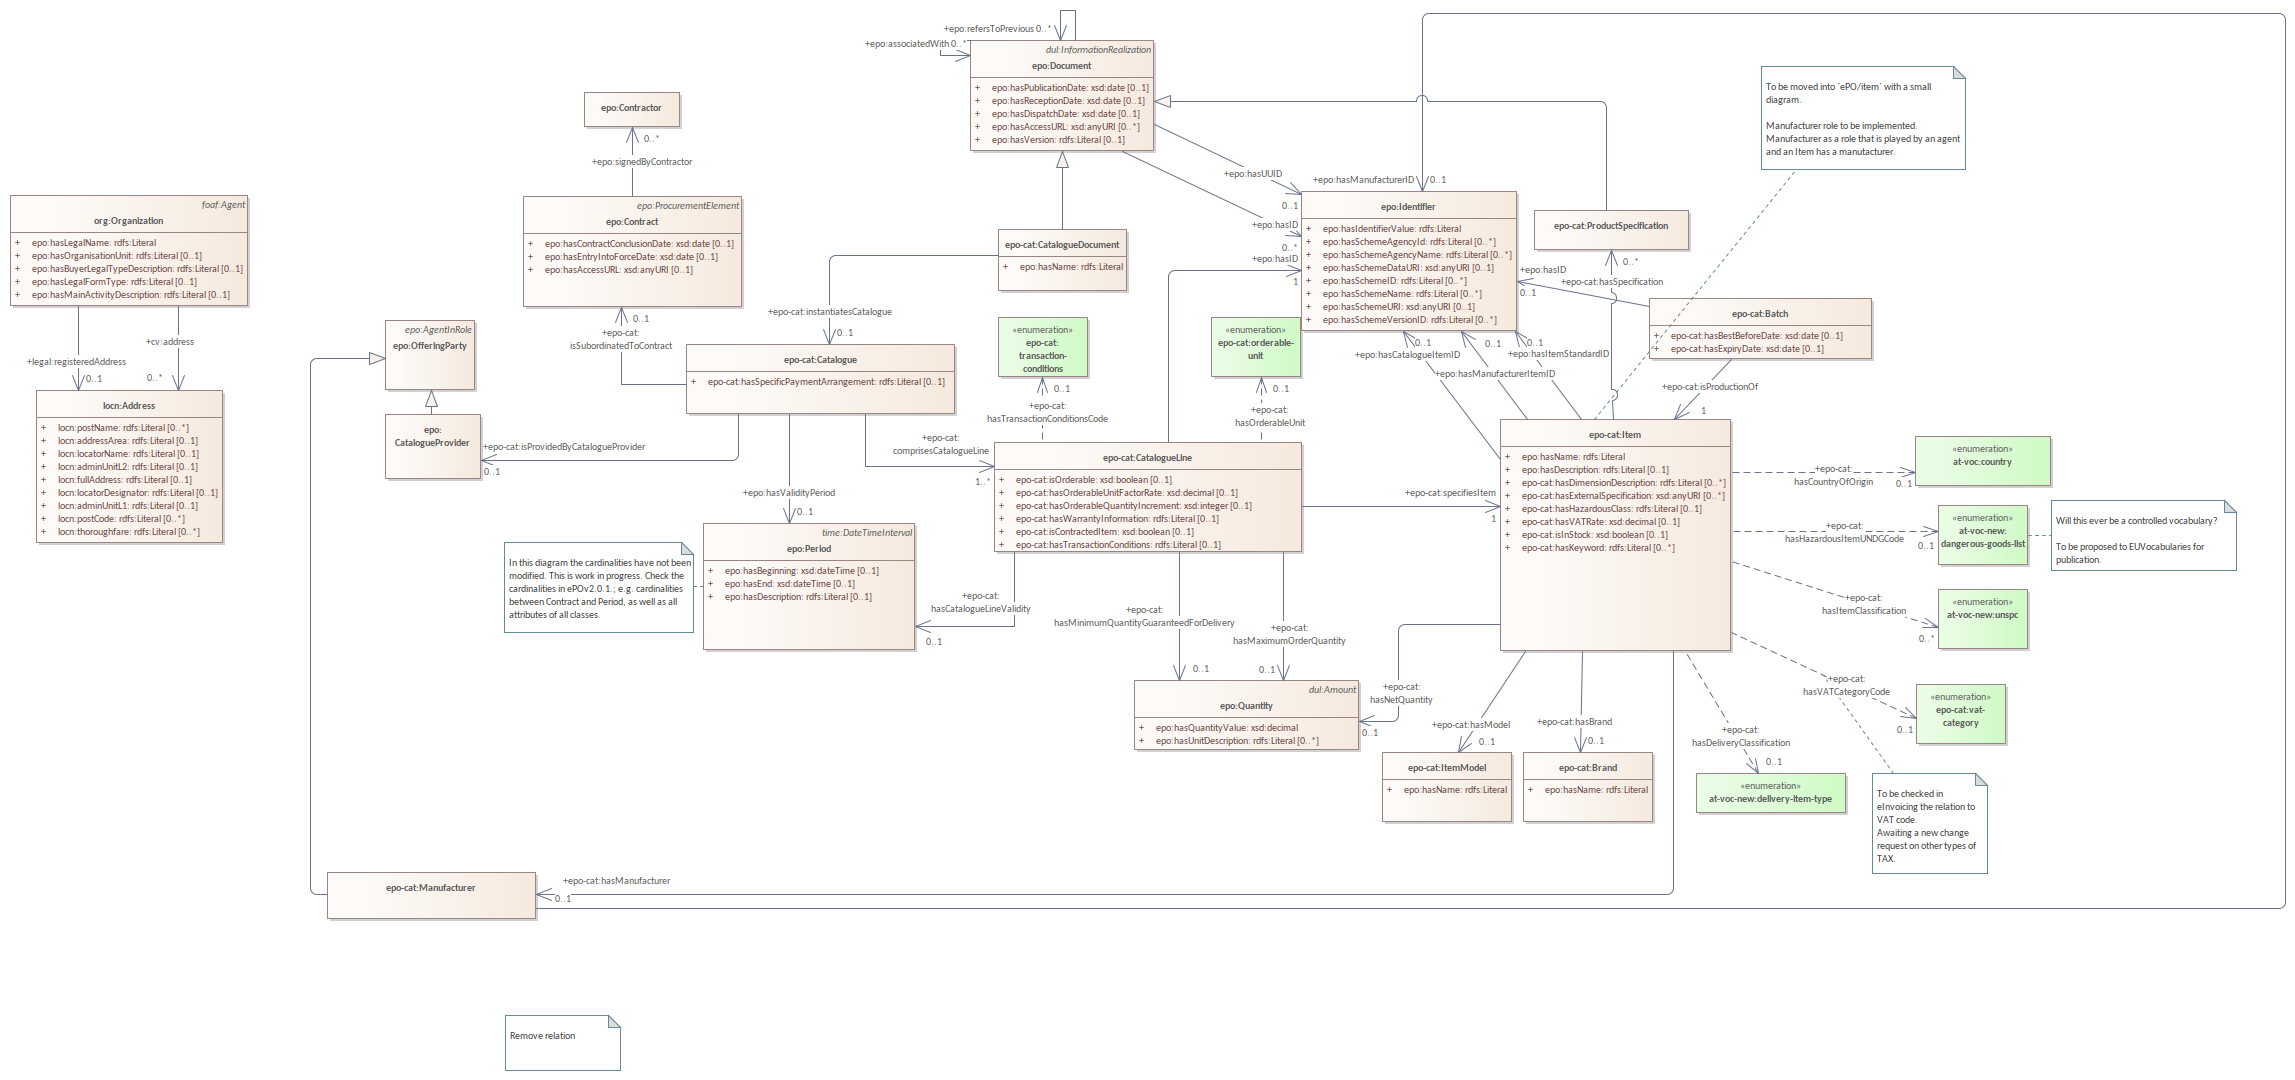 +epo:refersToPrevious 0..*
+epo:associatedWith 0..*
dul:InformationRealization
epo:Document
+ epo:hasPublicationDate: xsd:date [0..1]
+ epo:hasReceptionDate: xsd:date [0..1]
+ epo:hasDispatchDate: xsd:date [0..1]
+ epo:hasAccessURL: xsd:anyURI [0..*]
+ epo:hasVersion: rdfs:Literal [0..1]
To be moved into `ePO/item` with a small
diagram.
Manufacturer role to be implemented.
Manufacturer as a role that is played by an agent
and an Item has a manutacturer.
epo:Contractor
0..*
+epo:signedByContractor
epo:ProcurementElement
epo:Contract
+ epo:hasContractConclusionDate: xsd:date [0..1]
+ epo:hasEntryIntoForceDate: xsd:date [0..1]
+ epo:hasAccessURL: xsd:anyURI [0..1]
foaf:Agent
org:Organization
+ epo:hasLegalName: rdfs:Literal
+ epo:hasOrganisationUnit: rdfs:Literal [0..1]
+ epo:hasBuyerLegalTypeDescription: rdfs:Literal [0..1]
+ epo:hasLegalFormType: rdfs:Literal [0..1]
+ epo:hasMainActivityDescription: rdfs:Literal [0..1]
+legal:registeredAddress
0..1
+cv:address
0..*
locn:Address
+ locn:postName: rdfs:Literal [0..*]
+ locn:addressArea: rdfs:Literal [0..1]
+ locn:locatorName: rdfs:Literal [0..1]
+ locn:adminUnitL2: rdfs:Literal [0..1]
+ locn:fullAddress: rdfs:Literal [0..1]
+ locn:locatorDesignator: rdfs:Literal [0..1]
+ locn:adminUnitL1: rdfs:Literal [0..1]
+ locn:postCode: rdfs:Literal [0..*]
+ locn:thoroughfare: rdfs:Literal [0..*]
epo:AgentInRole
epo:OfferingParty
epo:
CatalogueProvider
+epo-cat:isProvidedByCatalogueProvider
0..1
0..1
+epo-cat:
isSubordinatedToContract
+epo-cat:instantiatesCatalogue
0..1
epo-cat:Catalogue
+ epo-cat:hasSpecificPaymentArrangement: rdfs:Literal [0..1]
epo-cat:CatalogueDocument
+ epo:hasName: rdfs:Literal
+epo:hasUUID
0..1
+epo:hasID
0..*
+epo:hasID
1
+epo:hasManufacturerID
0..1
epo:Identifier
+ epo:hasIdentifierValue: rdfs:Literal
+ epo:hasSchemeAgencyId: rdfs:Literal [0..*]
+ epo:hasSchemeAgencyName: rdfs:Literal [0..*]
+ epo:hasSchemeDataURI: xsd:anyURI [0..1]
+ epo:hasSchemeID: rdfs:Literal [0..*]
+ epo:hasSchemeName: rdfs:Literal [0..*]
+ epo:hasSchemeURI: xsd:anyURI [0..1]
+ epo:hasSchemeVersionID: rdfs:Literal [0..*]
epo-cat:ProductSpecification
0..*
+epo:hasID
0..1
+epo-cat:hasSpecification
epo-cat:Batch
+ epo-cat:hasBestBeforeDate: xsd:date [0..1]
+ epo-cat:hasExpiryDate: xsd:date [0..1]
+epo-cat:isProductionOf
1
«enumeration»
epo-cat:
transaction-
conditions
0..1
+epo-cat:
hasTransactionConditionsCode
«enumeration»
epo-cat:orderable-
unit
0..1
+epo-cat:
hasOrderableUnit
0..1
+epo:hasCatalogueItemID
0..1
+epo:hasManufacturerItemID
0..1
+epo:hasItemStandardID
+epo-cat:
comprisesCatalogueLine
1..*
epo-cat:CatalogueLine
+ epo-cat:isOrderable: xsd:boolean [0..1]
+ epo-cat:hasOrderableUnitFactorRate: xsd:decimal [0..1]
+ epo-cat:hasOrderableQuantityIncrement: xsd:integer [0..1]
+ epo-cat:hasWarrantyInformation: rdfs:Literal [0..1]
+ epo-cat:isContractedItem: xsd:boolean [0..1]
+ epo-cat:hasTransactionConditions: rdfs:Literal [0..1]
+epo-cat:specifiesItem
1
epo-cat:Item
+ epo:hasName: rdfs:Literal
+ epo:hasDescription: rdfs:Literal [0..1]
+ epo-cat:hasDimensionDescription: rdfs:Literal [0..*]
+ epo-cat:hasExternalSpecification: xsd:anyURI [0..*]
+ epo-cat:hasHazardousClass: rdfs:Literal [0..1]
+ epo-cat:hasVATRate: xsd:decimal [0..1]
+ epo-cat:isInStock: xsd:boolean [0..1]
+ epo-cat:hasKeyword: rdfs:Literal [0..*]
+epo-cat:
hasCountryOfOrigin
0..1
«enumeration»
at-voc:country
+epo-cat:
hasHazardousItemUNDGCode
0..1
«enumeration»
at-voc-new:
dangerous-goods-list
Will this ever be a controlled vocabulary?
To be proposed to EUVocabularies for
publication.
+epo-cat:
hasItemClassification
0..*
«enumeration»
at-voc-new:unspc
+epo-cat:
hasVATCategoryCode
0..1
«enumeration»
epo-cat:vat-
category
+epo:hasValidityPeriod
0..1
time:DateTimeInterval
epo:Period
+ epo:hasBeginning: xsd:dateTime [0..1]
+ epo:hasEnd: xsd:dateTime [0..1]
+ epo:hasDescription: rdfs:Literal [0..1]
In this diagram the cardinalities have not been
modified. This is work in progress. Check the
cardinalities in ePOv2.0.1.; e.g. cardinalities
between Contract and Period, as well as all
attributes of all classes.
+epo-cat:
hasCatalogueLineValidity
0..1
+epo-cat:
hasMinimumQuantityGuaranteedForDelivery
0..1
+epo-cat:
hasMaximumOrderQuantity
0..1
dul:Amount
epo:Quantity
+ epo:hasQuantityValue: xsd:decimal
+ epo:hasUnitDescription: rdfs:Literal [0..*]
+epo-cat:
hasNetQuantity
0..1
+epo-cat:hasModel
0..1
epo-cat:ItemModel
+ epo:hasName: rdfs:Literal
+epo-cat:hasBrand
0..1
epo-cat:Brand
+ epo:hasName: rdfs:Literal
+epo-cat:
hasDeliveryClassification
0..1
«enumeration»
at-voc-new:delivery-item-type
To be checked in
eInvoicing the relation to
VAT code.
Awaiting a new change
request on other types of
TAX.
epo-cat:Manufacturer
+epo-cat:hasManufacturer
0..1
Remove relation